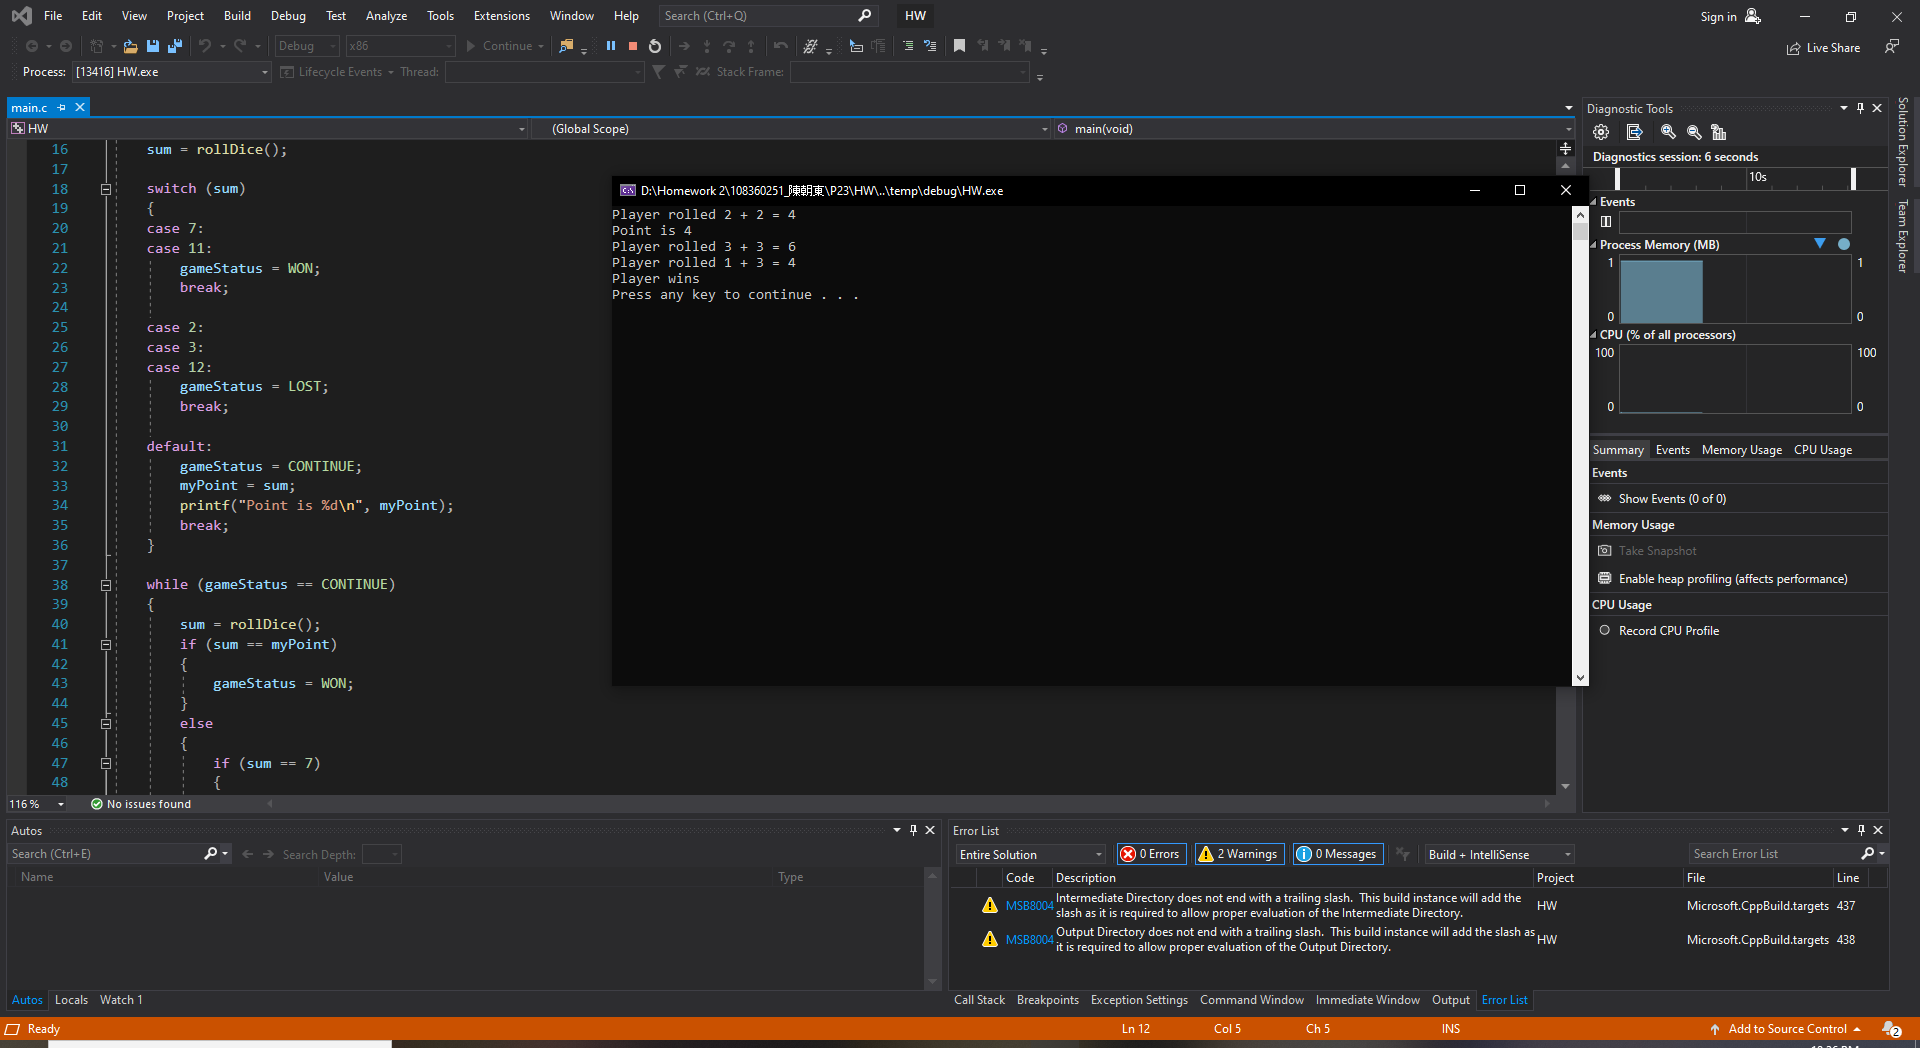 File Edit View Project Build Debug Test Analyze Tools Extensions Window Help Search (Ctrl+Q) HW Sign in
Debug x86 Continue Live Share
Process: [13416] HW.exe Lifecycle Events Thread: Stack Frame:
main.c
HW (Global Scope) main(void)
16 sum = rollDice();
17
18 switch (sum)
19 {
20 case 7:
21 case 11:
22 gameStatus = WON;
23 break;
24
25 case 2:
26 case 3:
27 case 12:
28 gameStatus = LOST;
29 break;
30
31 default:
32 gameStatus = CONTINUE;
33 myPoint = sum;
34 printf("Point is %d\n", myPoint);
35 break;
36 }
37
38 while (gameStatus == CONTINUE)
39 {
40 sum = rollDice();
41 if (sum == myPoint)
42 {
43 gameStatus = WON;
44 }
45 else
46 {
47 if (sum == 7)
48 {
116 % No issues found
D:\Homework 2\108360251_陳朝東\P23\HW\..\temp\debug\HW.exe
Player rolled 2 + 2 = 4
Point is 4
Player rolled 3 + 3 = 6
Player rolled 1 + 3 = 4
Player wins
Press any key to continue . . .
Diagnostic Tools
Diagnostics session: 6 seconds
10s
Events
Process Memory (MB)
1 1
0 0
CPU (% of all processors)
100 100
0 0
Summary Events Memory Usage CPU Usage
Events
Show Events (0 of 0)
Memory Usage
Take Snapshot
Enable heap profiling (affects performance)
CPU Usage
Record CPU Profile
Solution Explorer
Team Explorer
Autos
Search (Ctrl+E) Search Depth:
Name Value Type
Autos Locals Watch 1
Error List
Entire Solution 0 Errors 2 Warnings 0 Messages Build + IntelliSense Search Error List
Code Description Project File Line
MSB8004 Intermediate Directory does not end with a trailing slash. This build instance will add the slash as it is required to allow proper evaluation of the Intermediate Directory. HW Microsoft.CppBuild.targets 437
MSB8004 Output Directory does not end with a trailing slash. This build instance will add the slash as it is required to allow proper evaluation of the Output Directory. HW Microsoft.CppBuild.targets 438
Call Stack Breakpoints Exception Settings Command Window Immediate Window Output Error List
Ready Ln 12 Col 5 Ch 5 INS Add to Source Control 2